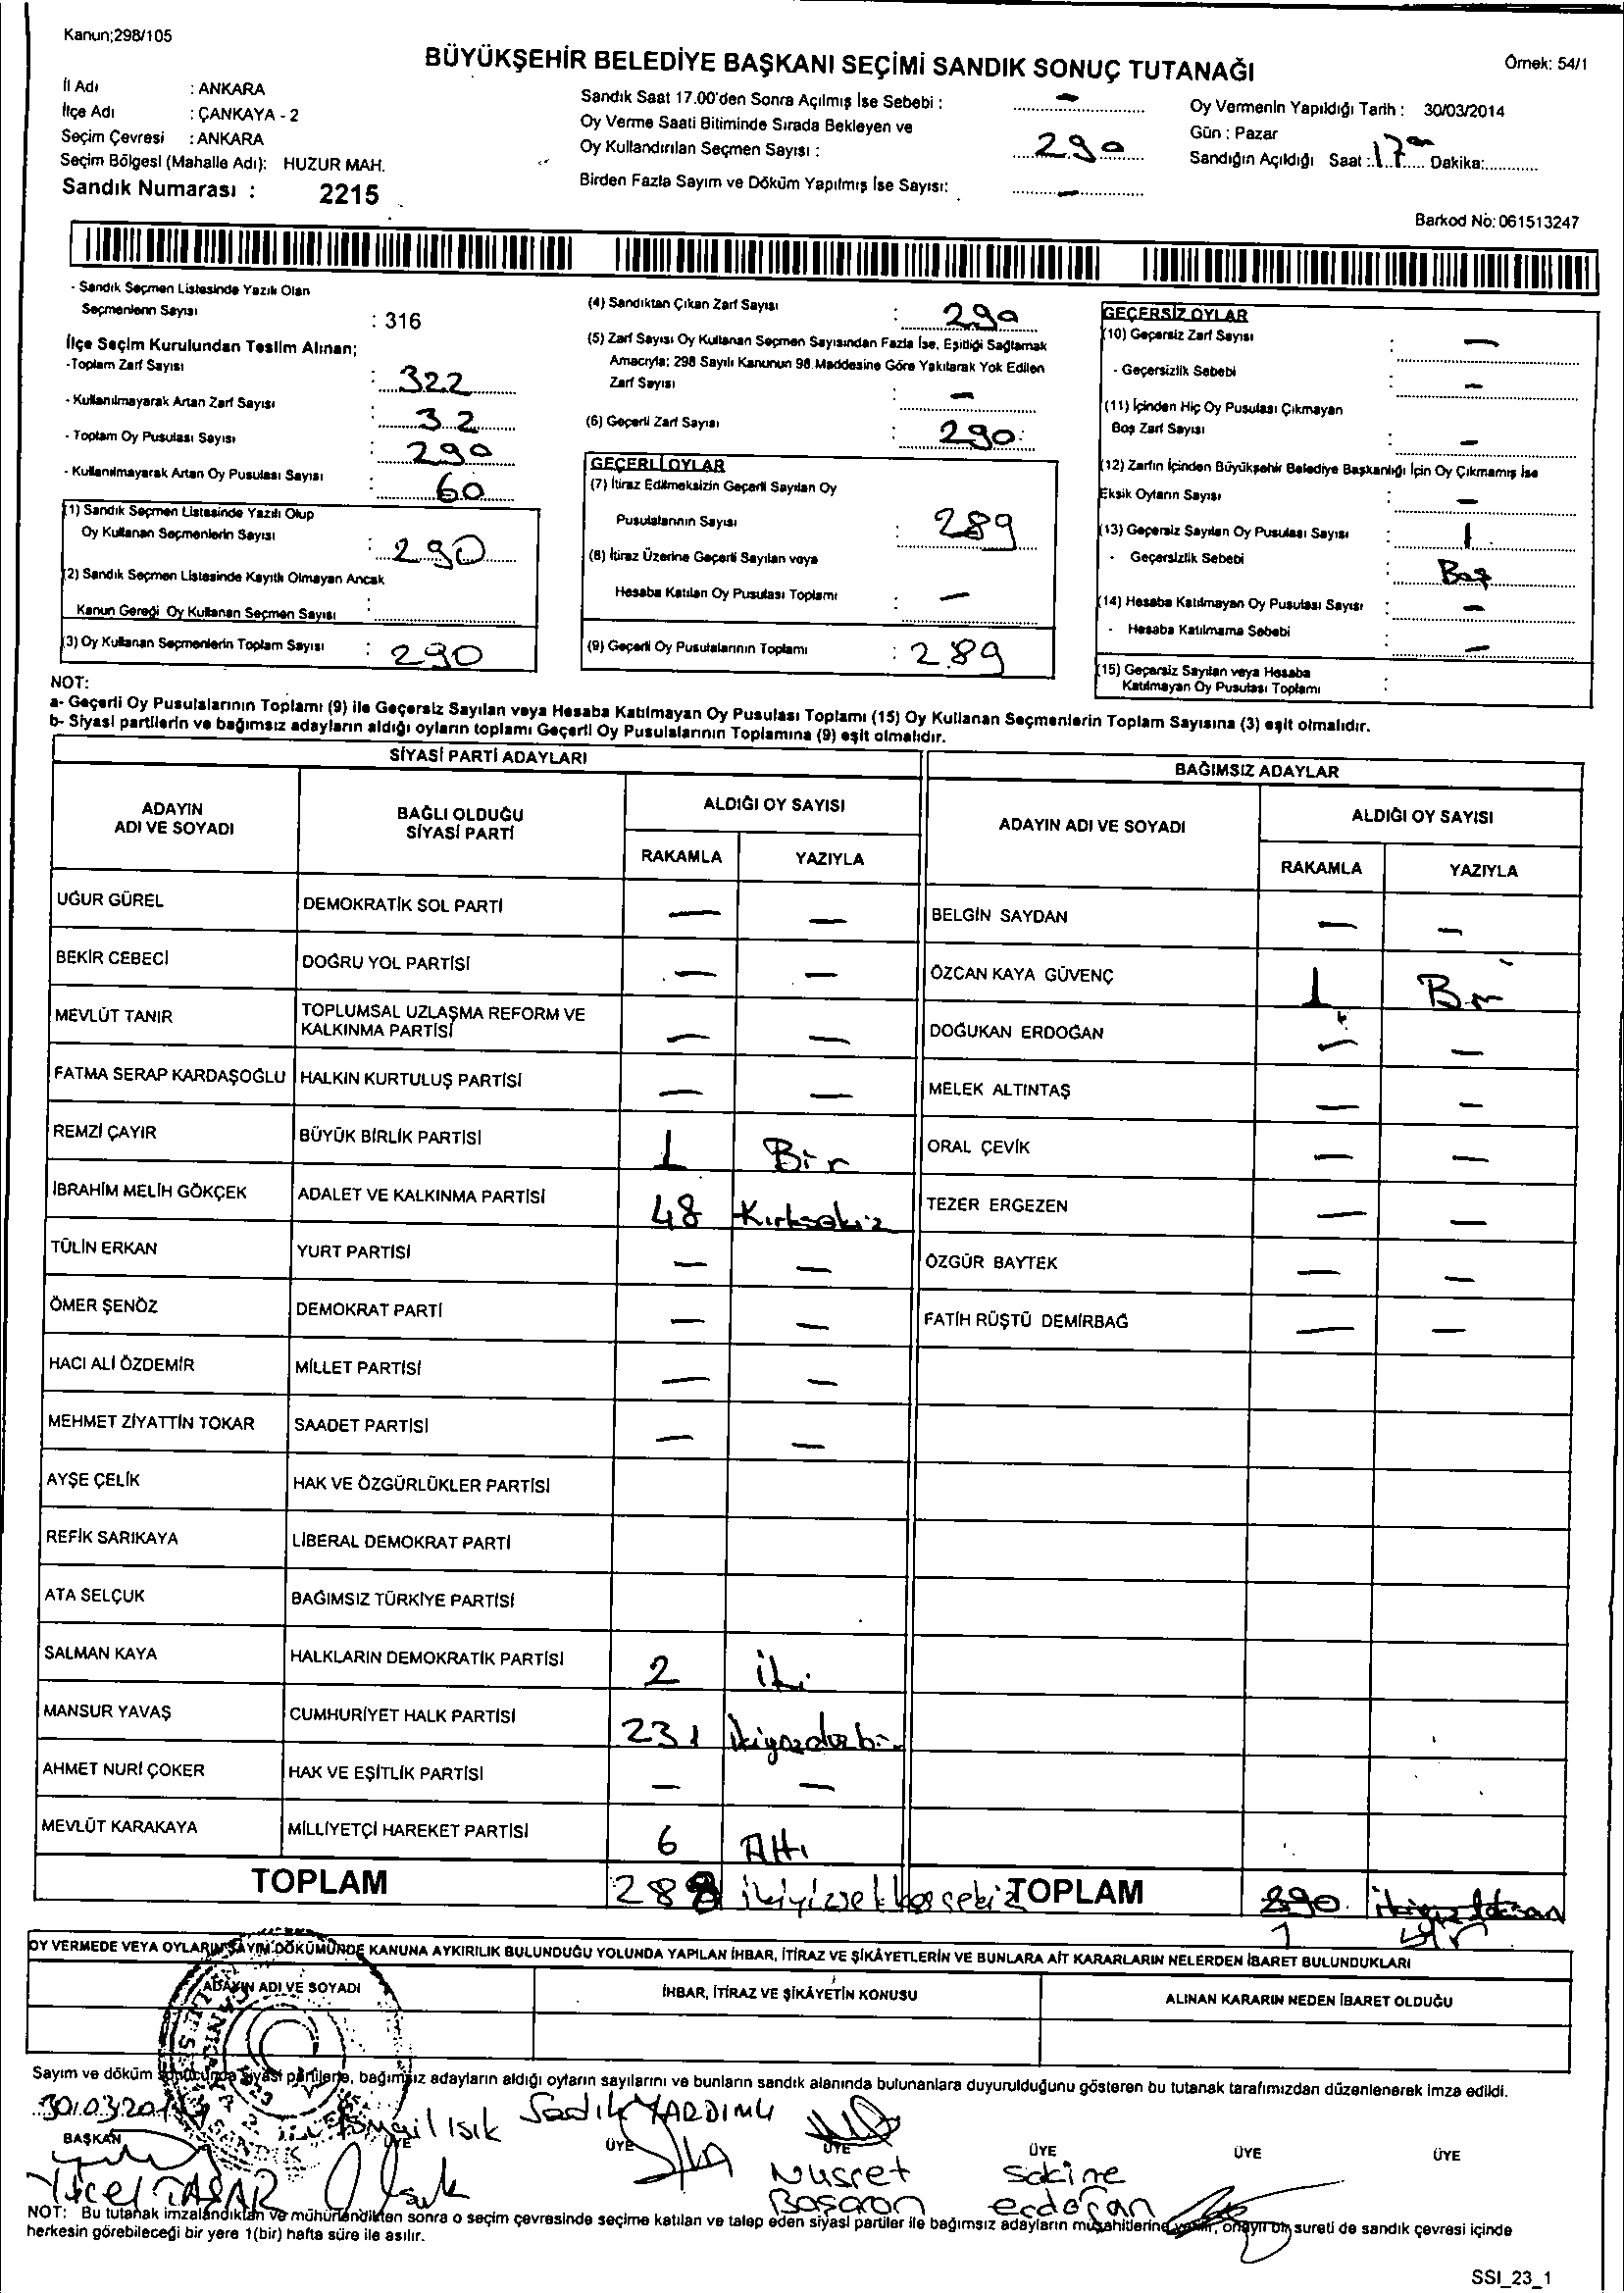 Kanun;298/105
BÜYÜKŞEHİR BELEDİYE BAŞKANI SEÇİMİ SANDIK SONUÇ TUTANAĞI
Örnek: 54/1
İl Adı : ANKARA
İlçe Adı : ÇANKAYA - 2
Seçim Çevresi : ANKARA
Seçim Bölgesi (Mahalle Adı): HUZUR MAH.
Sandık Numarası : 2215
Sandık Saat 17.00'den Sonra Açılmış İse Sebebi : —
Oy Verme Saati Bitiminde Sırada Bekleyen ve
Oy Kullandırılan Seçmen Sayısı : 290
Birden Fazla Sayım ve Döküm Yapılmış İse Sayısı: —
Oy Vermenin Yapıldığı Tarih : 30/03/2014
Gün : Pazar
Sandığın Açıldığı Saat : 17 Dakika:
Barkod No: 061513247
- Sandık Seçmen Listesinde Yazılı Olan
Seçmenlerin Sayısı : 316
İlçe Seçim Kurulundan Teslim Alınan;
-Toplam Zarf Sayısı : 322
- Kullanılmayarak Artan Zarf Sayısı : 32
- Toplam Oy Pusulası Sayısı : 290
- Kullanılmayarak Artan Oy Pusulası Sayısı : 60
(1) Sandık Seçmen Listesinde Yazılı Olup
Oy Kullanan Seçmenlerin Sayısı : 290
(2) Sandık Seçmen Listesinde Kayıtlı Olmayan Ancak
Kanun Gereği Oy Kullanan Seçmen Sayısı :
(3) Oy Kullanan Seçmenlerin Toplam Sayısı : 290
(4) Sandıktan Çıkan Zarf Sayısı : 290
(5) Zarf Sayısı Oy Kullanan Seçmen Sayısından Fazla İse, Eşitliği Sağlamak
Amacıyla; 298 Sayılı Kanunun 98.Maddesine Göre Yakılarak Yok Edilen
Zarf Sayısı : —
(6) Geçerli Zarf Sayısı : 290
GEÇERLİ OYLAR
(7) İtiraz Edilmeksizin Geçerli Sayılan Oy
Pusulalarının Sayısı : 289
(8) İtiraz Üzerine Geçerli Sayılan veya
Hesaba Katılan Oy Pusulası Toplamı : —
(9) Geçerli Oy Pusulalarının Toplamı : 289
GEÇERSİZ OYLAR
(10) Geçersiz Zarf Sayısı : —
- Geçersizlik Sebebi : —
(11) İçinden Hiç Oy Pusulası Çıkmayan
Boş Zarf Sayısı : —
(12) Zarfın İçinden Büyükşehir Belediye Başkanlığı İçin Oy Çıkmamış İse
Eksik Oyların Sayısı : —
(13) Geçersiz Sayılan Oy Pusulası Sayısı : 1
- Geçersizlik Sebebi : Boş
(14) Hesaba Katılmayan Oy Pusulası Sayısı : —
- Hesaba Katılmama Sebebi : —
(15) Geçersiz Sayılan veya Hesaba
Katılmayan Oy Pusulası Toplamı :
NOT:
a- Geçerli Oy Pusulalarının Toplamı (9) ile Geçersiz Sayılan veya Hesaba Katılmayan Oy Pusulası Toplamı (15) Oy Kullanan Seçmenlerin Toplam Sayısına (3) eşit olmalıdır.
b- Siyasi partilerin ve bağımsız adayların aldığı oyların toplamı Geçerli Oy Pusulalarının Toplamına (9) eşit olmalıdır.
SİYASİ PARTİ ADAYLARI
ADAYIN
ADI VE SOYADI
BAĞLI OLDUĞU
SİYASİ PARTİ
ALDIĞI OY SAYISI
RAKAMLA YAZIYLA
UĞUR GÜREL DEMOKRATİK SOL PARTİ — —
BEKİR CEBECİ DOĞRU YOL PARTİSİ — —
MEVLÜT TANIR TOPLUMSAL UZLAŞMA REFORM VE
KALKINMA PARTİSİ — —
FATMA SERAP KARDAŞOĞLU HALKIN KURTULUŞ PARTİSİ — —
REMZİ ÇAYIR BÜYÜK BİRLİK PARTİSİ 1 Bir
İBRAHİM MELİH GÖKÇEK ADALET VE KALKINMA PARTİSİ 48 Kırksekiz
TÜLİN ERKAN YURT PARTİSİ — —
ÖMER ŞENÖZ DEMOKRAT PARTİ — —
HACI ALİ ÖZDEMİR MİLLET PARTİSİ — —
MEHMET ZİYATTİN TOKAR SAADET PARTİSİ — —
AYŞE ÇELİK HAK VE ÖZGÜRLÜKLER PARTİSİ
REFİK SARIKAYA LİBERAL DEMOKRAT PARTİ
ATA SELÇUK BAĞIMSIZ TÜRKİYE PARTİSİ
SALMAN KAYA HALKLARIN DEMOKRATİK PARTİSİ 2 iki
MANSUR YAVAŞ CUMHURİYET HALK PARTİSİ 231 ikiyüzotuzbir
AHMET NURİ ÇOKER HAK VE EŞİTLİK PARTİSİ — —
MEVLÜT KARAKAYA MİLLİYETÇİ HAREKET PARTİSİ 6 Altı
TOPLAM 288 ikiyüzseksensekiz
BAĞIMSIZ ADAYLAR
ADAYIN ADI VE SOYADI
ALDIĞI OY SAYISI
RAKAMLA YAZIYLA
BELGİN SAYDAN — —
ÖZCAN KAYA GÜVENÇ 1 Bir
DOĞUKAN ERDOĞAN — —
MELEK ALTINTAŞ — —
ORAL ÇEVİK — —
TEZER ERGEZEN — —
ÖZGÜR BAYTEK — —
FATİH RÜŞTÜ DEMİRBAĞ — —
TOPLAM 290 ikiyüzdoksan
1 bir
OY VERMEDE VEYA OYLARIN SAYIM DÖKÜMÜNDE KANUNA AYKIRILIK BULUNDUĞU YOLUNDA YAPILAN İHBAR, İTİRAZ VE ŞİKÂYETLERİN VE BUNLARA AİT KARARLARIN NELERDEN İBARET BULUNDUKLARI
ADAYIN ADI VE SOYADI
İHBAR, İTİRAZ VE ŞİKÂYETİN KONUSU
ALINAN KARARIN NEDEN İBARET OLDUĞU
Sayım ve döküm sonucunda siyasi partilerle, bağımsız adayların aldığı oyların sayılarını ve bunların sandık alanında bulunanlara duyurulduğunu gösteren bu tutanak tarafımızdan düzenlenerek imza edildi.
30.03.2014
İsmail Işık Sadık YARDIMLI
BAŞKAN ÜYE ÜYE ÜYE ÜYE ÜYE ÜYE
Yücel TAŞAR
Nusret
Başaran
Sakine
erdoğan
NOT: Bu tutanak imzalandıktan ve mühürlendikten sonra o seçim çevresinde seçime katılan ve talep eden siyasi partiler ile bağımsız adayların müşahitlerine verilir, onaylı bir sureti de sandık çevresi içinde
herkesin görebileceği bir yere 1(bir) hafta süre ile asılır.
SSI_23_1